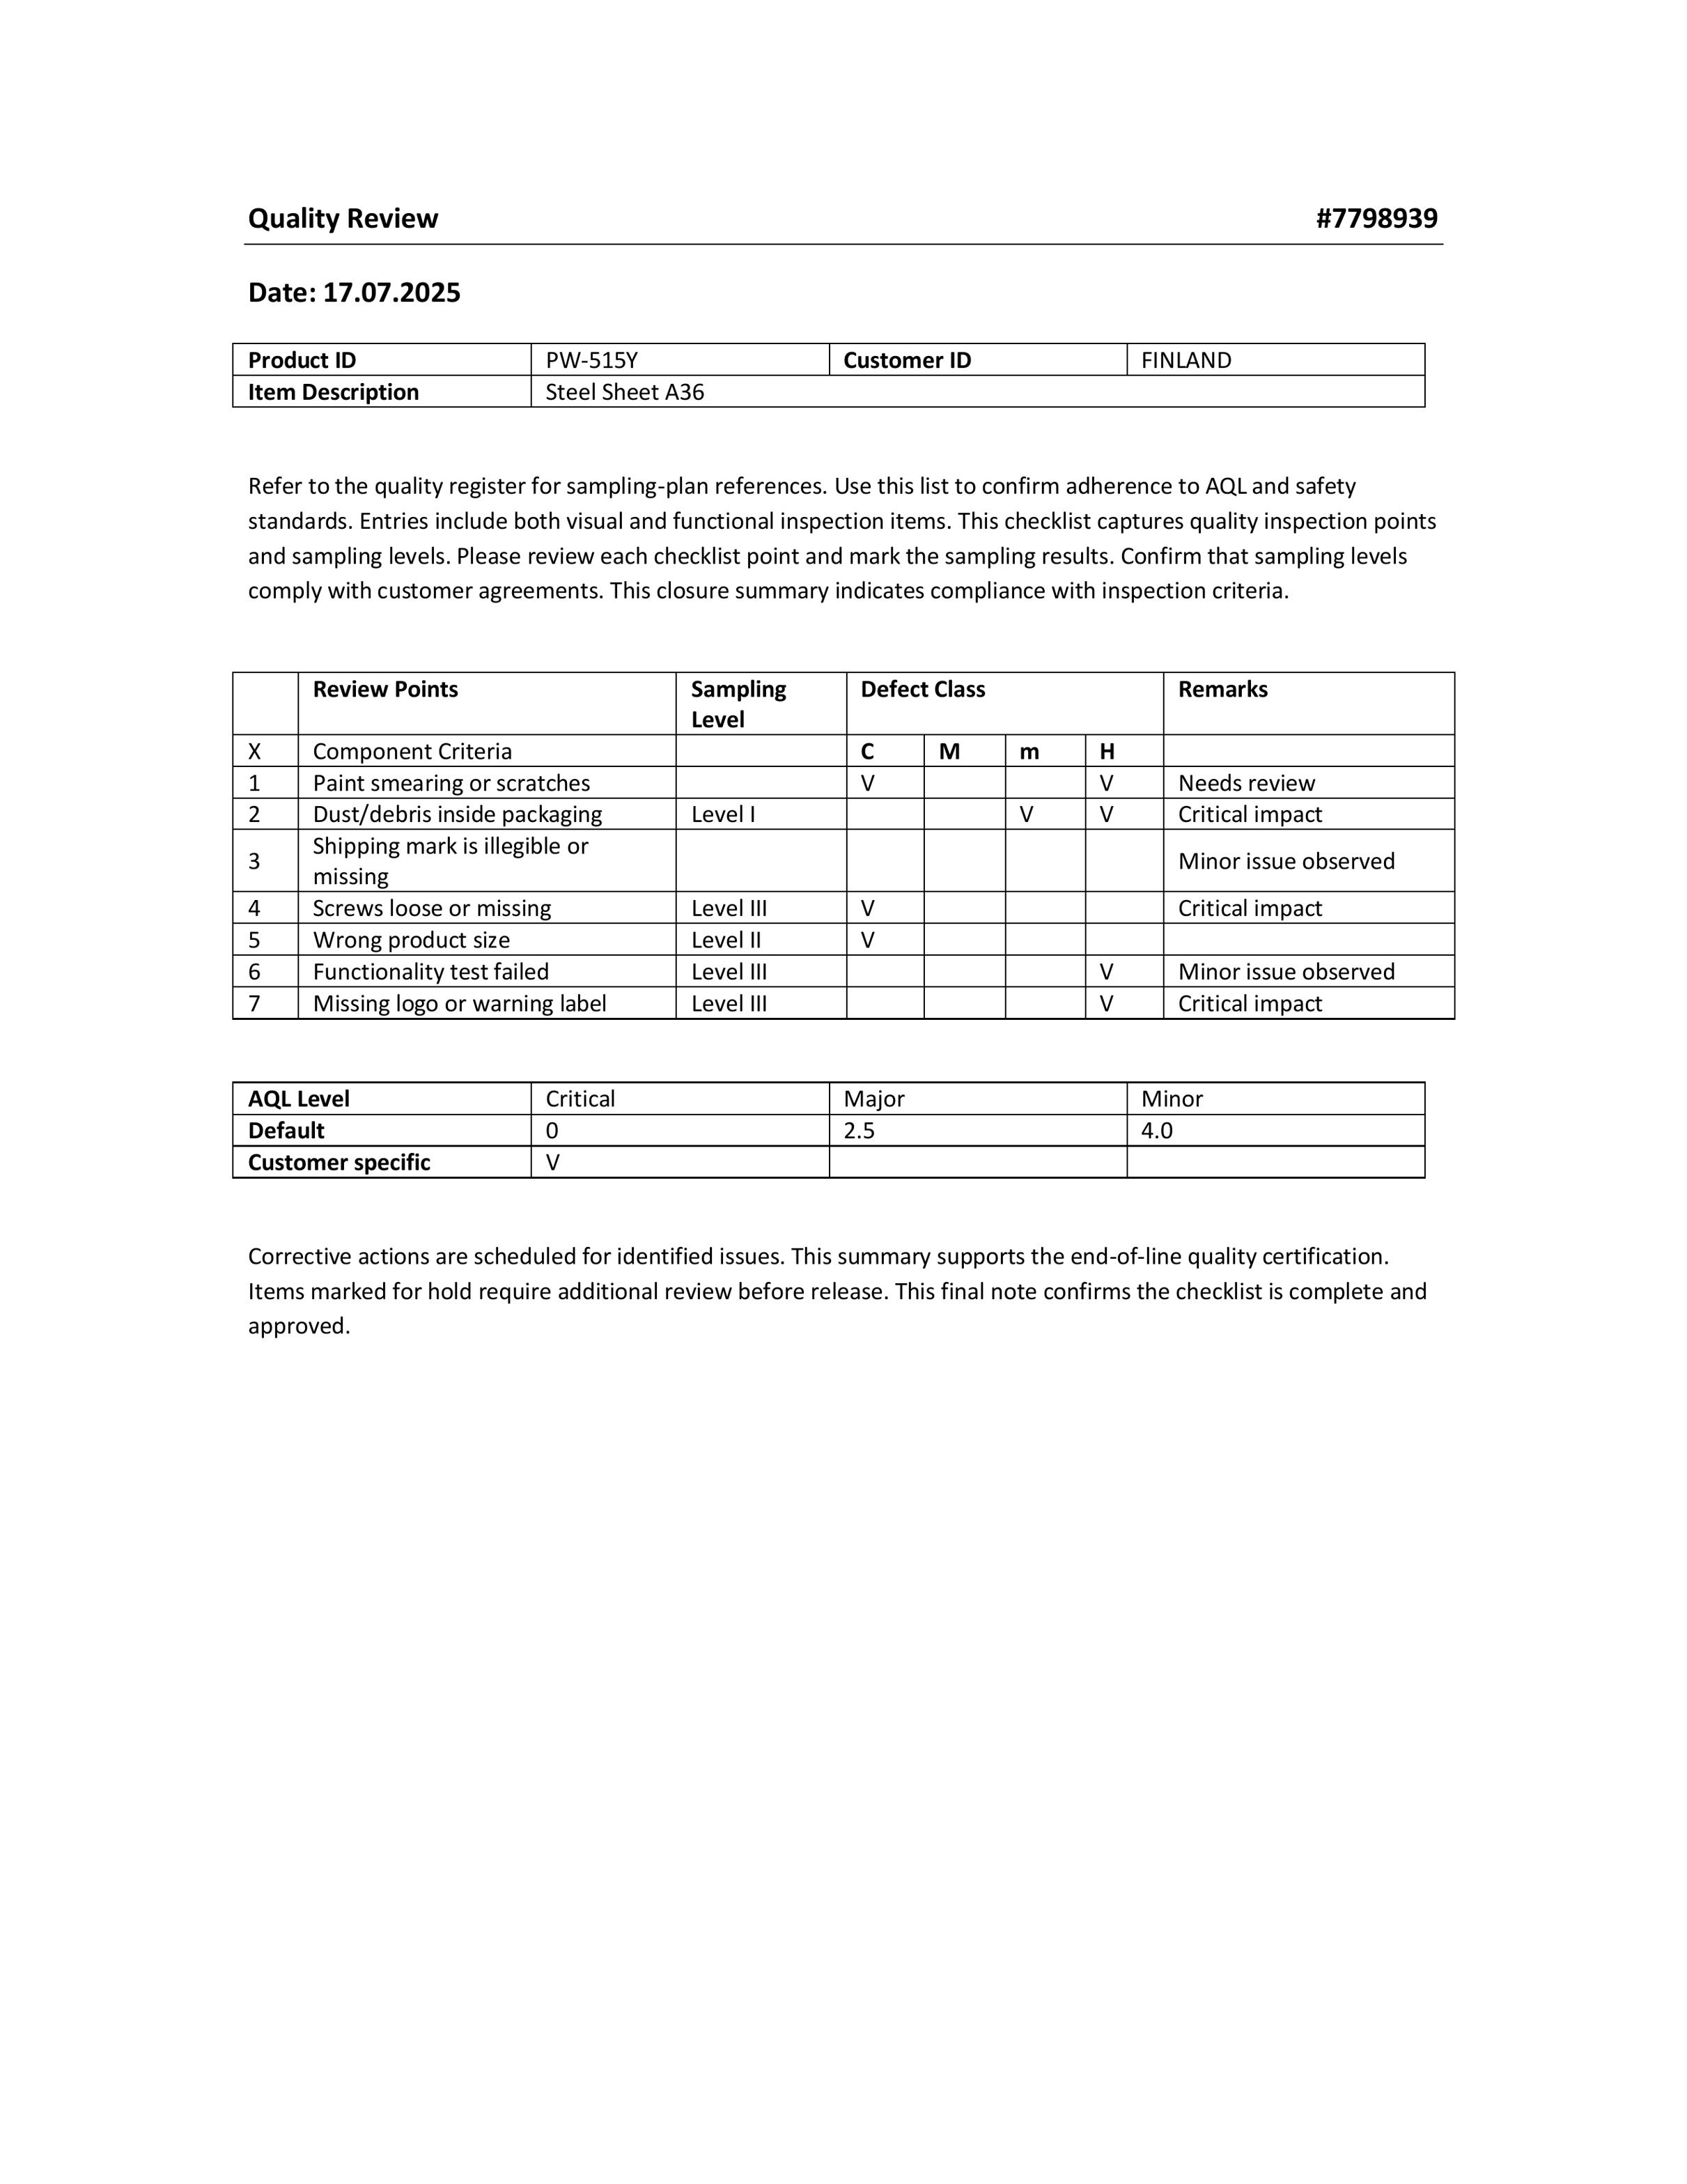 Quality Review #7798939
Date: 17.07.2025
Product ID PW-515Y Customer ID FINLAND
Item Description Steel Sheet A36
Refer to the quality register for sampling-plan references. Use this list to confirm adherence to AQL and safety
standards. Entries include both visual and functional inspection items. This checklist captures quality inspection points
and sampling levels. Please review each checklist point and mark the sampling results. Confirm that sampling levels
comply with customer agreements. This closure summary indicates compliance with inspection criteria.
Review Points Sampling Level Defect Class Remarks
X Component Criteria C M m H
1 Paint smearing or scratches V V Needs review
2 Dust/debris inside packaging Level I V V Critical impact
3 Shipping mark is illegible or missing Minor issue observed
4 Screws loose or missing Level III V Critical impact
5 Wrong product size Level II V
6 Functionality test failed Level III V Minor issue observed
7 Missing logo or warning label Level III V Critical impact
AQL Level Critical Major Minor
Default 0 2.5 4.0
Customer specific V
Corrective actions are scheduled for identified issues. This summary supports the end-of-line quality certification.
Items marked for hold require additional review before release. This final note confirms the checklist is complete and
approved.